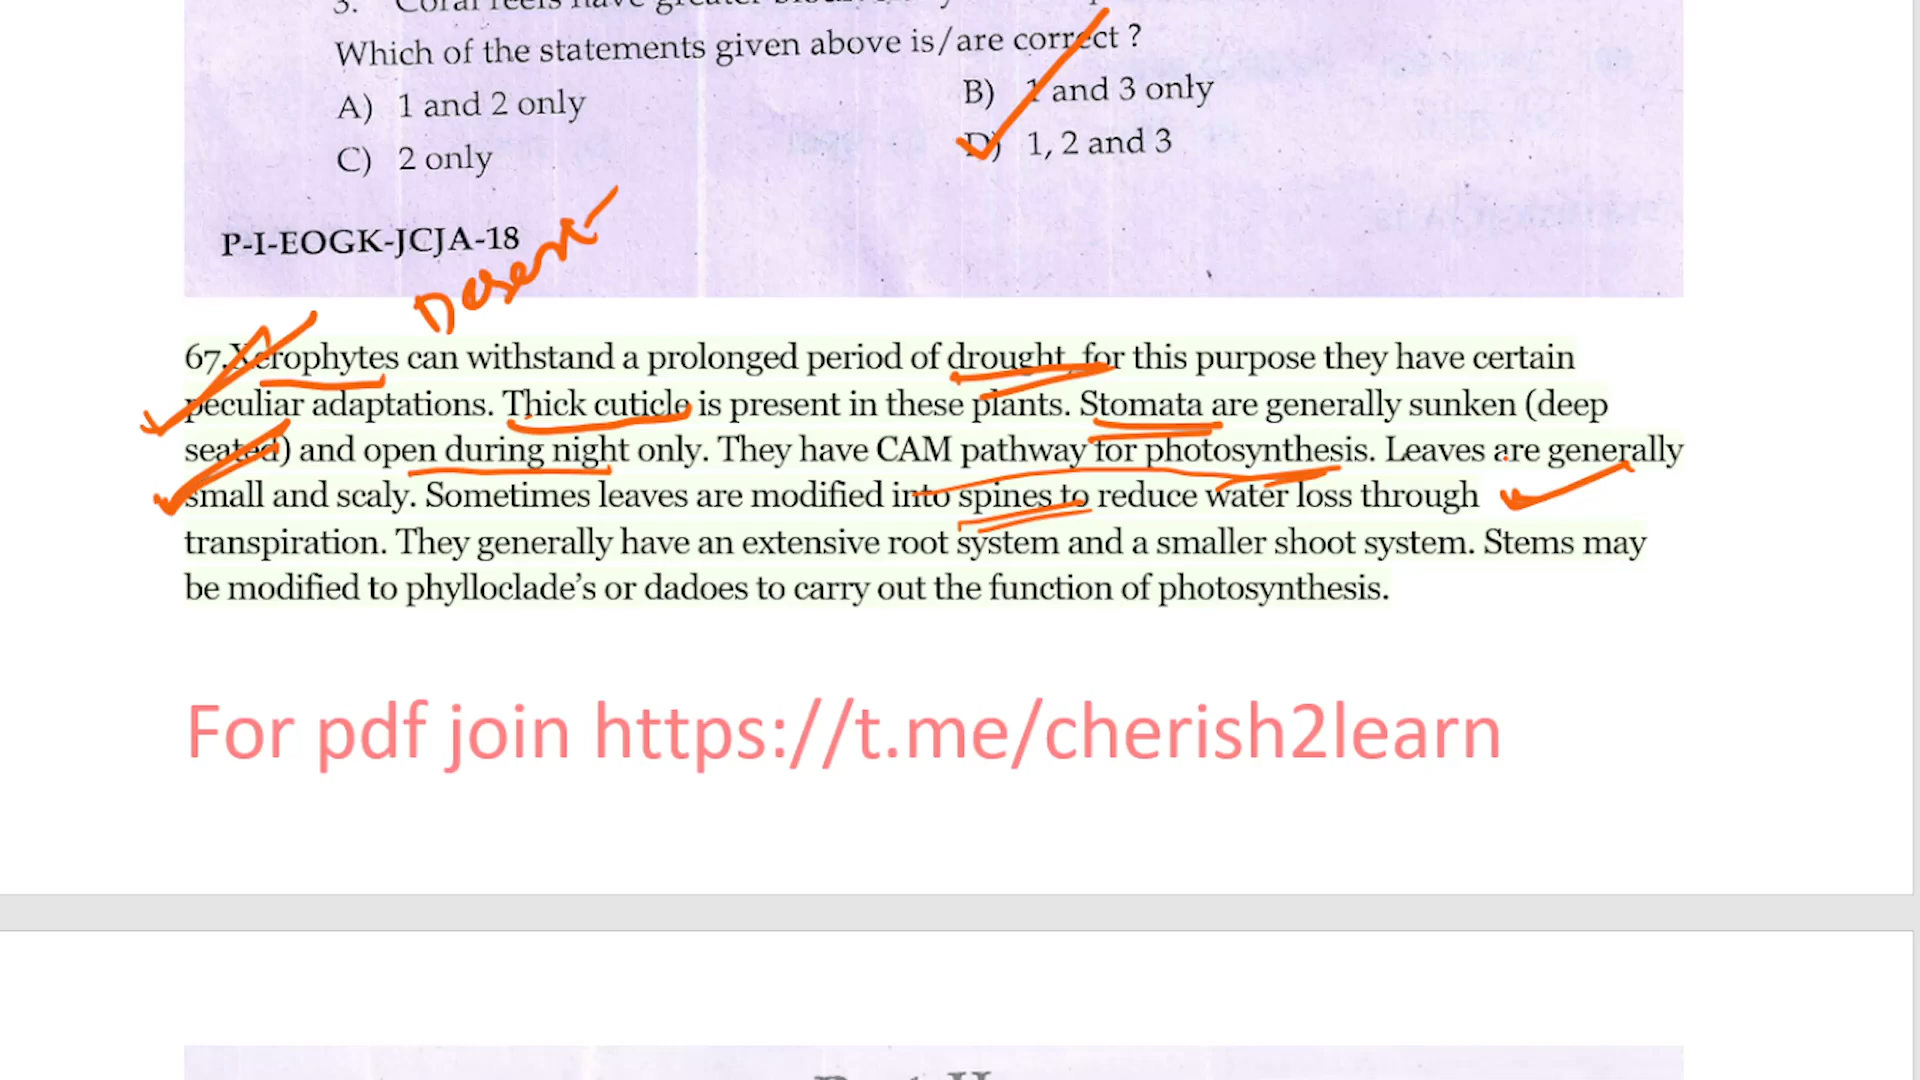 3. Coral reefs have greater
Which of the statements given above is/are correct ?
A) 1 and 2 only
B) 1 and 3 only
C) 2 only
D) 1, 2 and 3
P-I-EOGK-JCJA-18
Desert
67.Xerophytes can withstand a prolonged period of drought, for this purpose they have certain
peculiar adaptations. Thick cuticle is present in these plants. Stomata are generally sunken (deep
seated) and open during night only. They have CAM pathway for photosynthesis. Leaves are generally
small and scaly. Sometimes leaves are modified into spines to reduce water loss through
transpiration. They generally have an extensive root system and a smaller shoot system. Stems may
be modified to phylloclade’s or dadoes to carry out the function of photosynthesis.
For pdf join https://t.me/cherish2learn